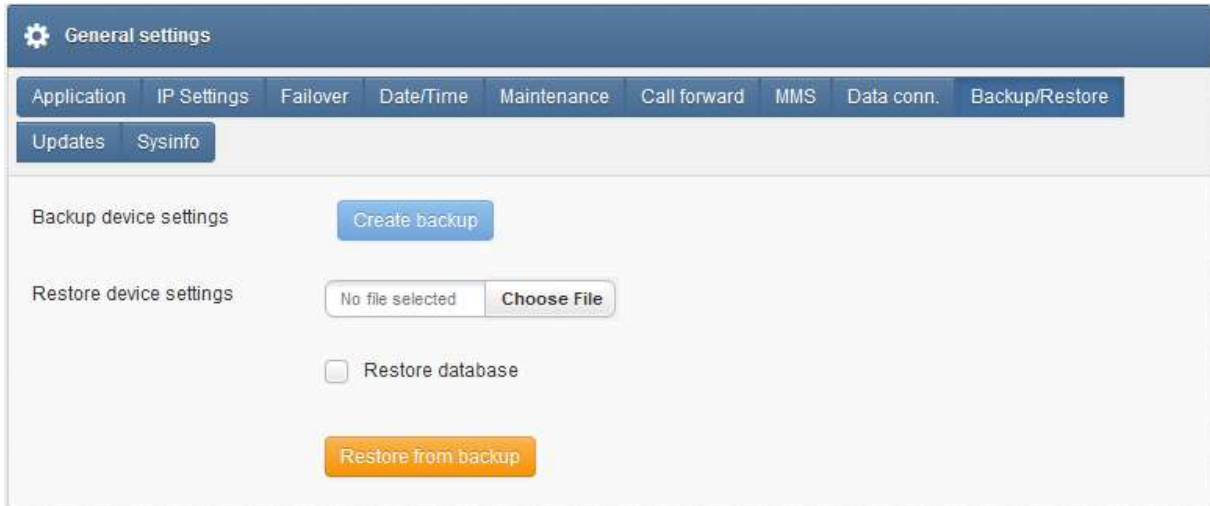 General settings
Application IP Settings Failover Date/Time Maintenance Call forward MMS Data conn. Backup/Restore
Updates Sysinfo
Backup device settings Create backup
Restore device settings No file selected Choose File
Restore database
Restore from backup